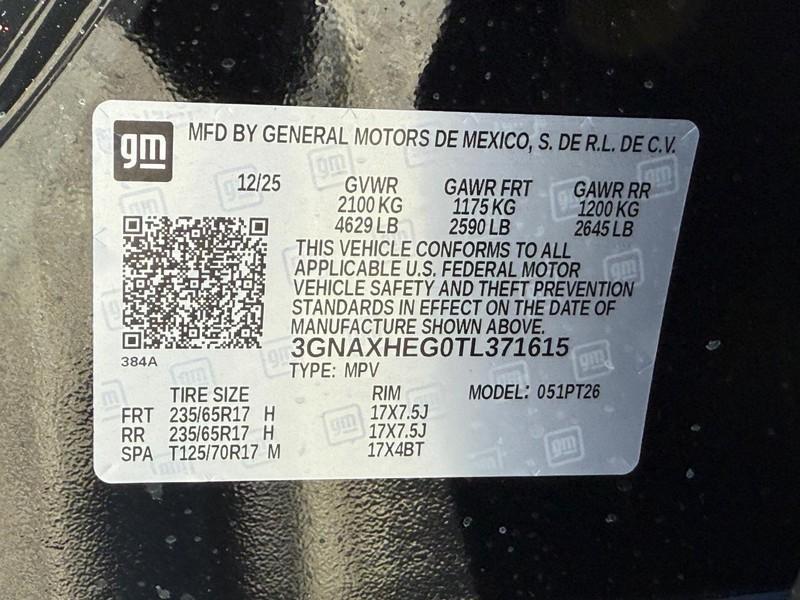 gm MFD BY GENERAL MOTORS DE MEXICO, S. DE R.L. DE C.V.
12/25 GVWR GAWR FRT GAWR RR
2100 KG 1175 KG 1200 KG
4629 LB 2590 LB 2645 LB
THIS VEHICLE CONFORMS TO ALL
APPLICABLE U.S. FEDERAL MOTOR
VEHICLE SAFETY AND THEFT PREVENTION
STANDARDS IN EFFECT ON THE DATE OF
MANUFACTURE SHOWN ABOVE.
3GNAXHEG0TL371615
384A
TYPE: MPV
TIRE SIZE RIM MODEL: 051PT26
FRT 235/65R17 H 17X7.5J
RR 235/65R17 H 17X7.5J
SPA T125/70R17 M 17X4BT